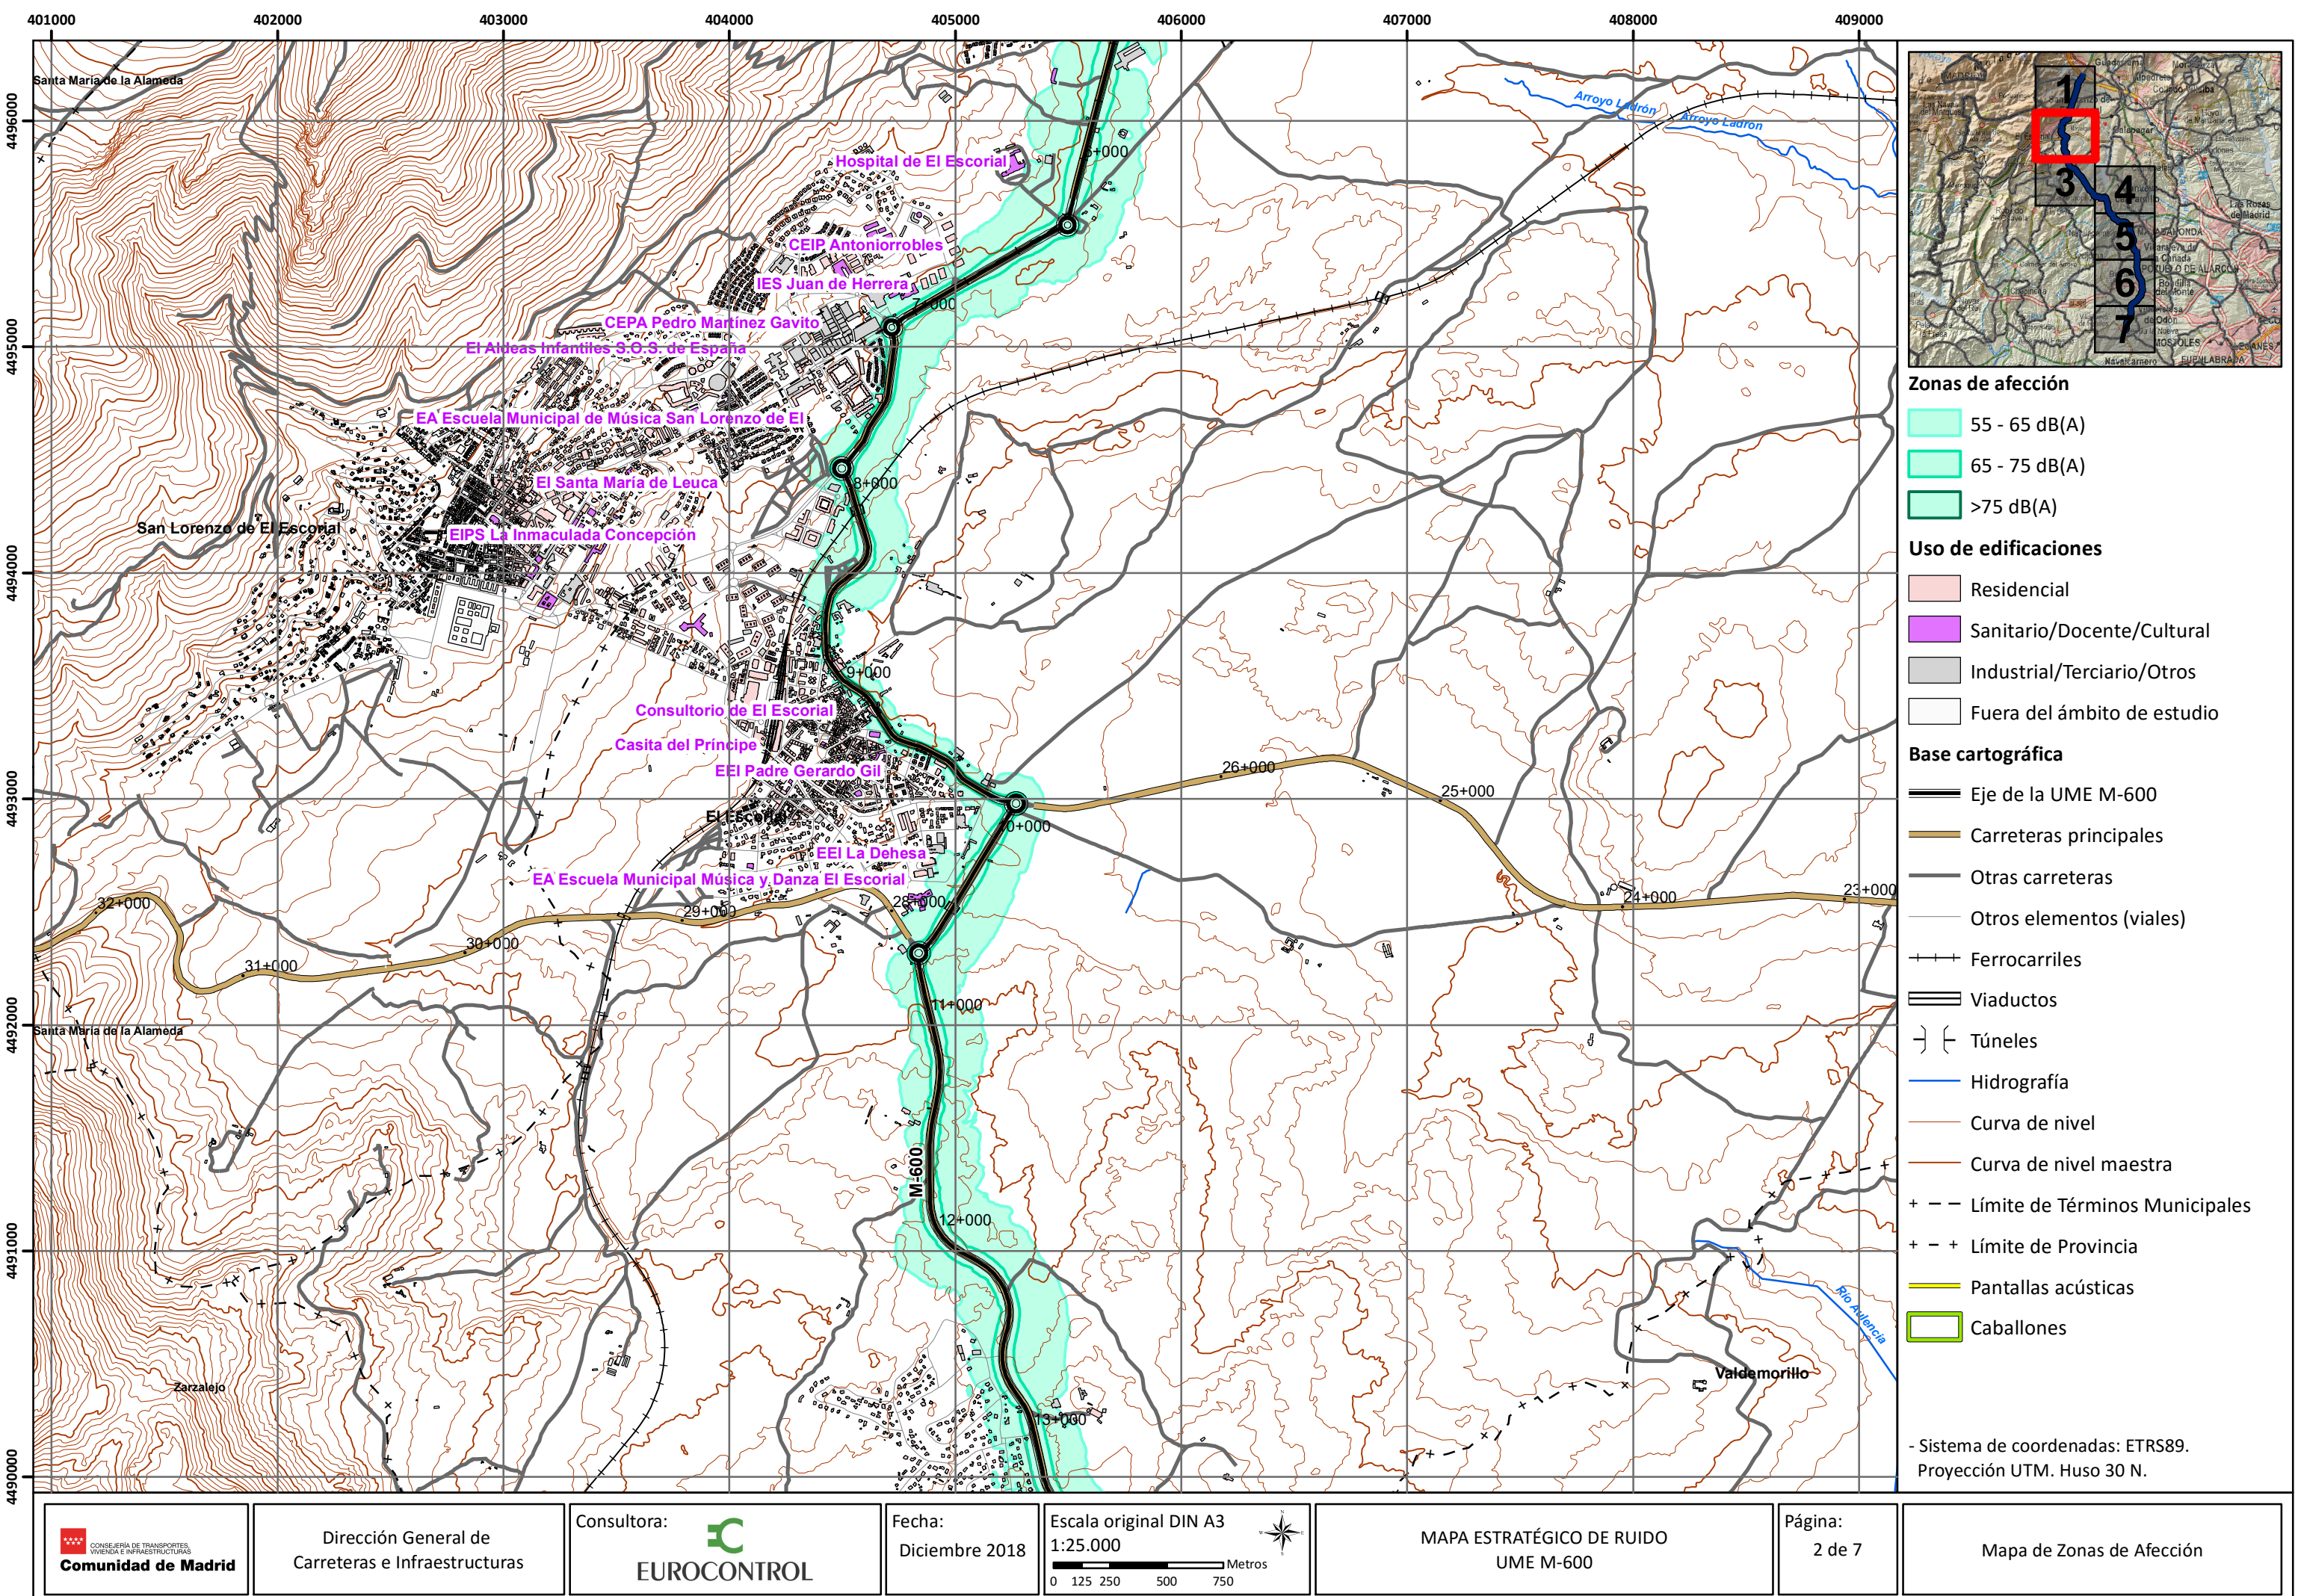 401000
402000
403000
404000
405000
406000
407000
408000
409000
4496000
4495000
4494000
4493000
4492000
4491000
4490000
Santa María de la Alameda
Arroyo Ladrón
Arroyo Ladrón
Hospital de El Escorial
CEIP Antoniorrobles
IES Juan de Herrera
7+000
CEPA Pedro Martínez Gavito
EI Aldeas Infantiles S.O.S. de España
EA Escuela Municipal de Música San Lorenzo de El
EI Santa María de Leuca
8+000
San Lorenzo de El Escorial
EIPS La Inmaculada Concepción
9+000
Consultorio de El Escorial
Casita del Príncipe
EEI Padre Gerardo Gil
26+000
25+000
El Escorial
EEI La Dehesa
EA Escuela Municipal Música y Danza El Escorial
24+000
23+000
32+000
29+000
28+000
30+000
31+000
11+000
Santa María de la Alameda
M-600
12+000
Río Aulencia
Zarzalejo
Valdemorillo
13+000
1
3
4
5
6
7
Zonas de afección
55 - 65 dB(A)
65 - 75 dB(A)
>75 dB(A)
Uso de edificaciones
Residencial
Sanitario/Docente/Cultural
Industrial/Terciario/Otros
Fuera del ámbito de estudio
Base cartográfica
Eje de la UME M-600
Carreteras principales
Otras carreteras
Otros elementos (viales)
Ferrocarriles
Viaductos
Túneles
Hidrografía
Curva de nivel
Curva de nivel maestra
Límite de Términos Municipales
Límite de Provincia
Pantallas acústicas
Caballones
- Sistema de coordenadas: ETRS89.
Proyección UTM. Huso 30 N.
CONSEJERÍA DE TRANSPORTES,
VIVIENDA E INFRAESTRUCTURAS
Comunidad de Madrid
Dirección General de
Carreteras e Infraestructuras
Consultora:
EUROCONTROL
Fecha:
Diciembre 2018
Escala original DIN A3
1:25.000
Metros
0 125 250 500 750
MAPA ESTRATÉGICO DE RUIDO
UME M-600
Página:
2 de 7
Mapa de Zonas de Afección